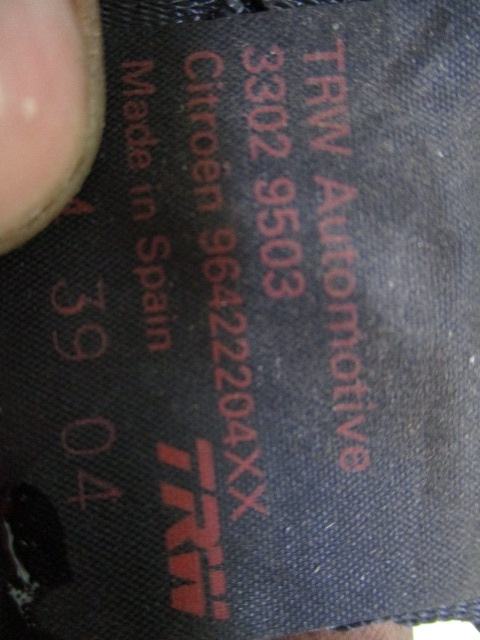 TRW Automotive
3302 9503
Citroën 96422204XX
Made in Spain
39 04
TRW